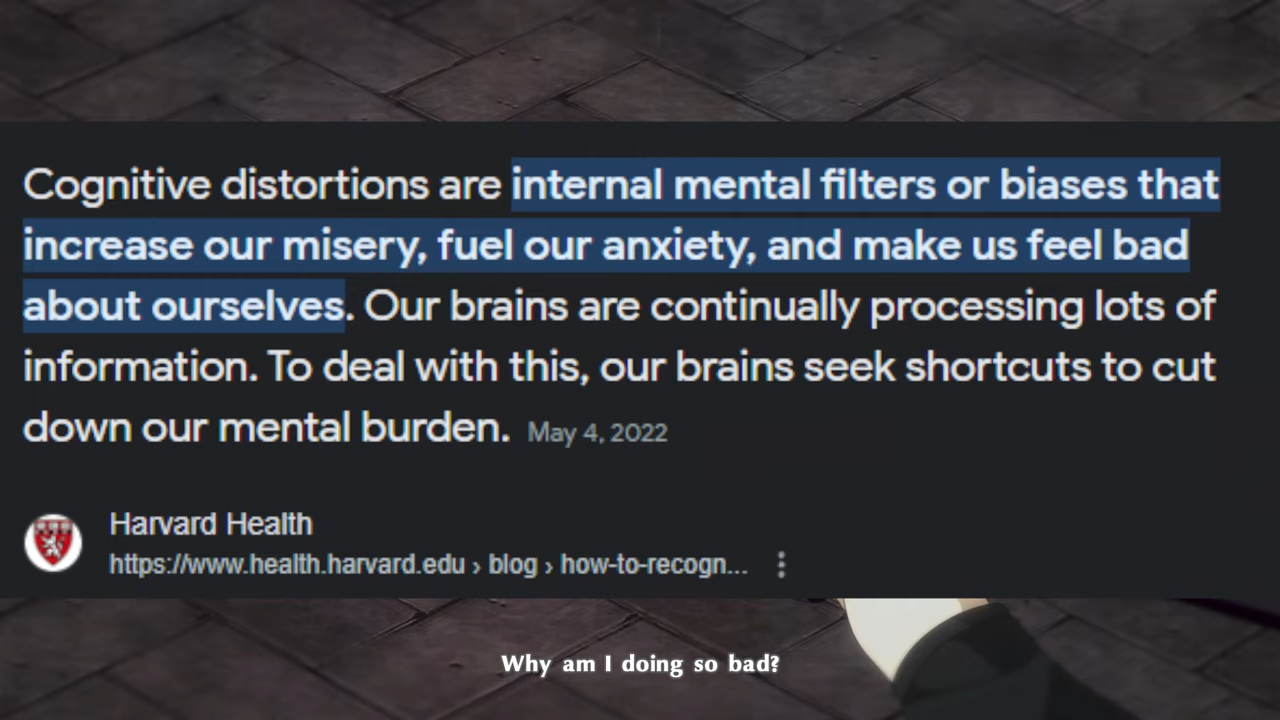 Cognitive distortions are internal mental filters or biases that
increase our misery, fuel our anxiety, and make us feel bad
about ourselves. Our brains are continually processing lots of
information. To deal with this, our brains seek shortcuts to cut
down our mental burden. May 4, 2022
Harvard Health
https://www.health.harvard.edu › blog › how-to-recogn...
Why am I doing so bad?